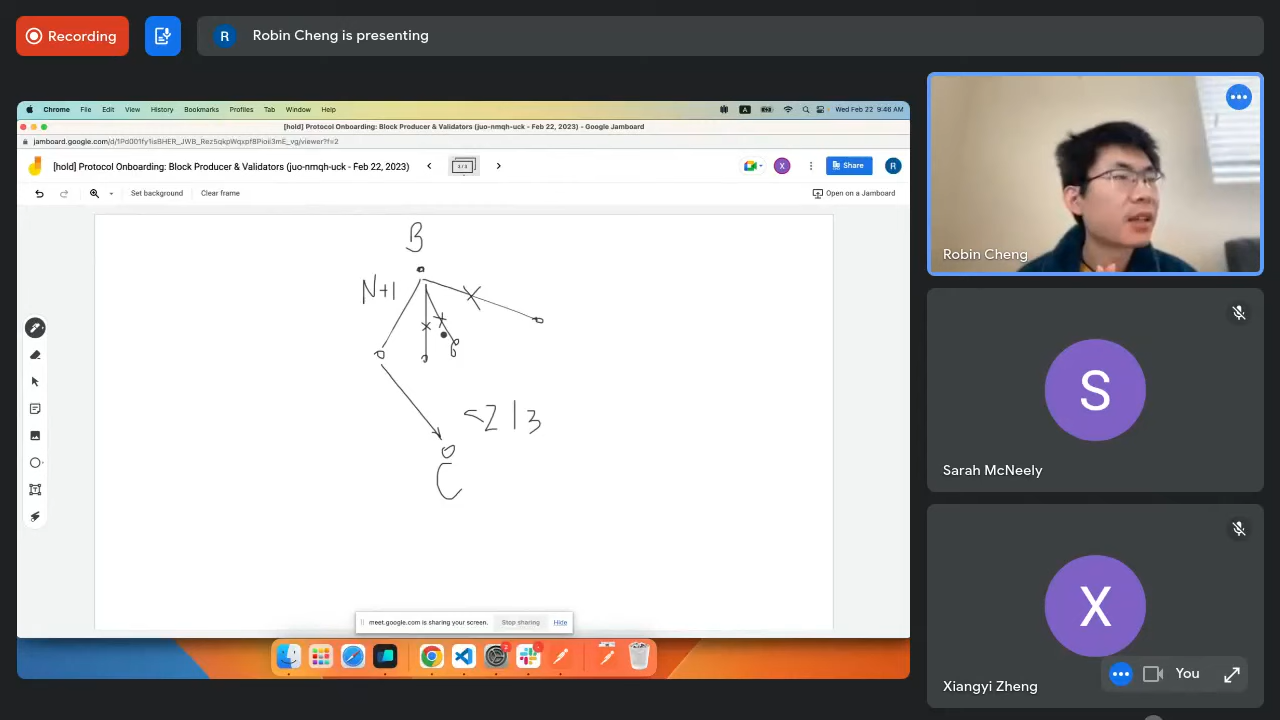 Recording
R
Robin Cheng is presenting
Chrome File Edit View History Bookmarks Profiles Tab Window Help
A
Wed Feb 22 9:46 AM
[hold] Protocol Onboarding: Block Producer & Validators (juo-nmqh-uck - Feb 22, 2023) - Google Jamboard
[hold] Protocol Onboarding: Block Producer & Validators (juo-nmqh-uck - Feb 22, 2023)
X
Share
R
Set background
Clear frame
Open on a Jamboard
B
N+1
C
meet.google.com is sharing your screen.
Stop sharing
Hide
Robin Cheng
S
Sarah McNeely
X
Xiangyi Zheng
You